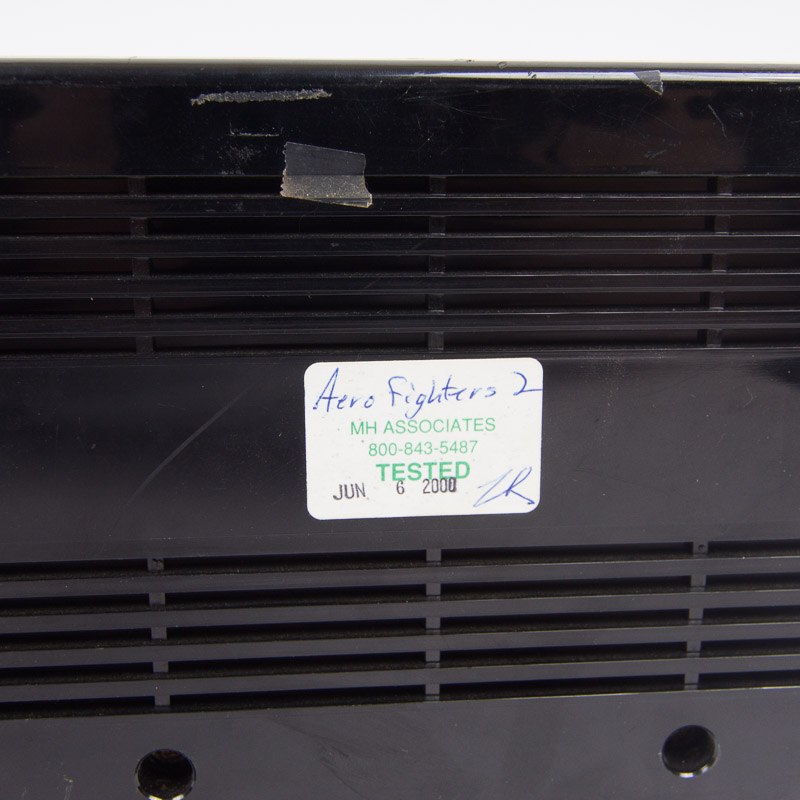 Aero Fighters 2
MH ASSOCIATES
800-843-5487
TESTED
JUN 6 2000